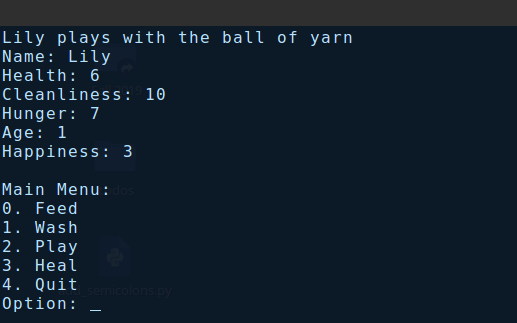 Lily plays with the ball of yarn
Name: Lily
Health: 6
Cleanliness: 10
Hunger: 7
Age: 1
Happiness: 3
Main Menu:
0. Feed
1. Wash
2. Play
3. Heal
4. Quit
Option: _